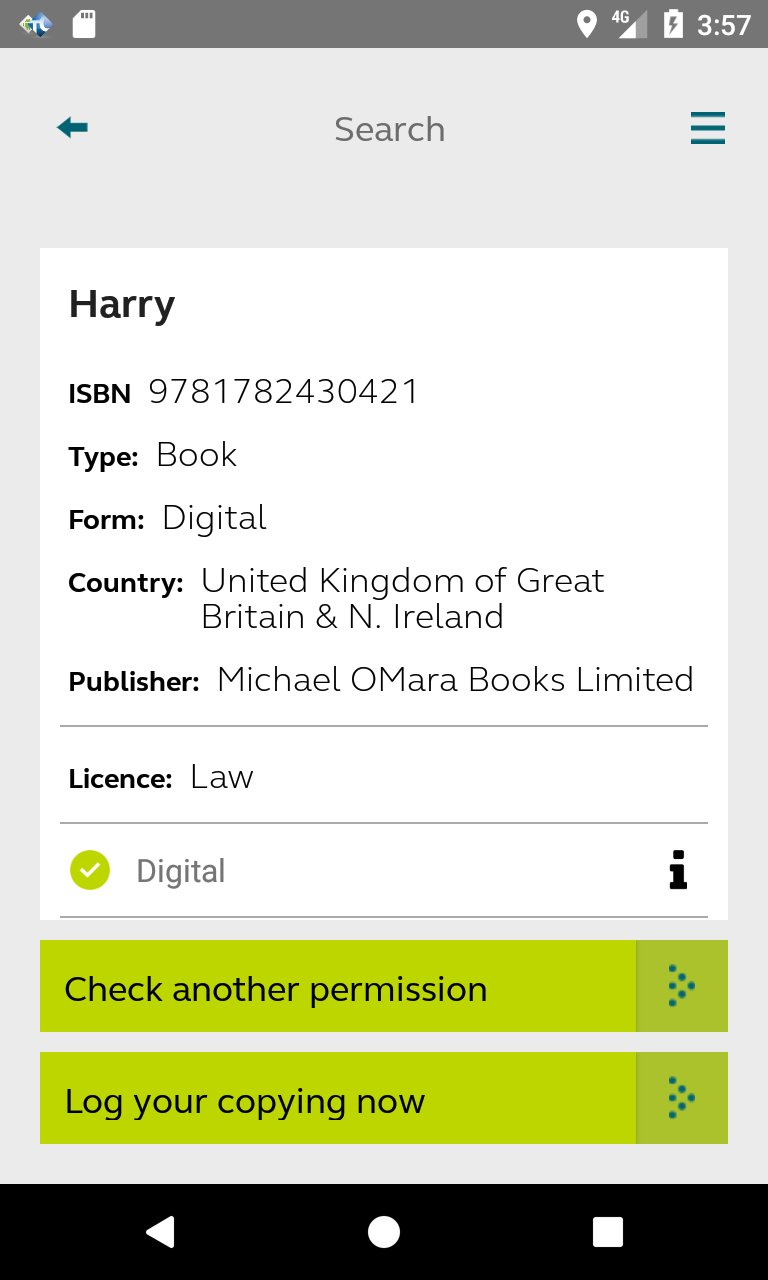 4G 3:57
Search
Harry
ISBN 9781782430421
Type: Book
Form: Digital
Country: United Kingdom of Great
Britain & N. Ireland
Publisher: Michael OMara Books Limited
Licence: Law
Digital
Check another permission
Log your copying now